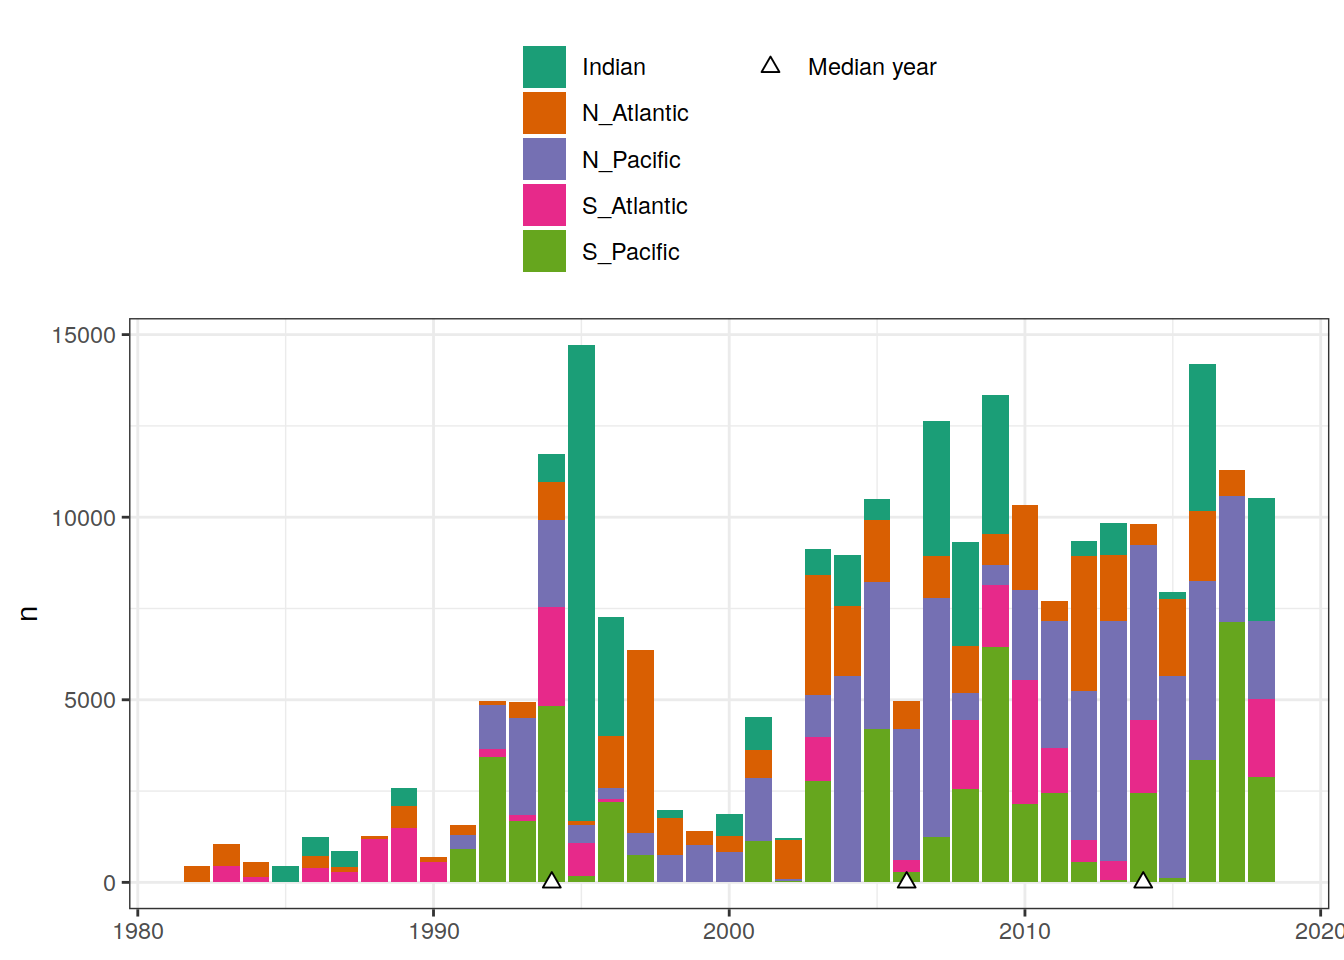 Indian
Median year
N_Atlantic
N_Pacific
S_Atlantic
S_Pacific
15000
10000
5000
0
n
1980
1990
2000
2010
2020